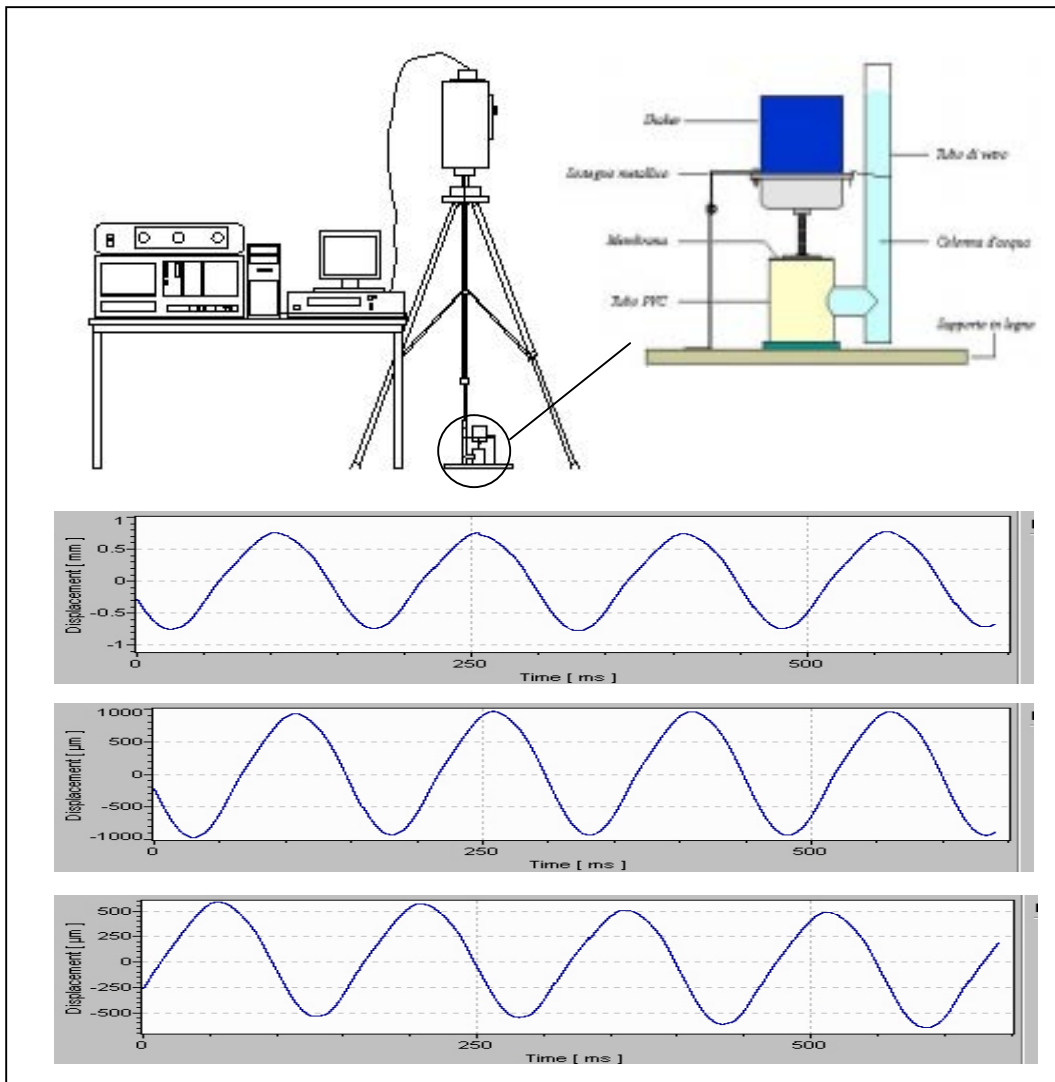 Shaker
Tubo di vetro
Sostegno metallico
Membrana
Colonna d'acqua
Tubo PVC
Supporto in legno
1
0.5
0
-0.5
-1
Displacement [ mm ]
0 250 500
Time [ ms ]
1000
500
0
-500
-1000
Displacement [ µm ]
0 250 500
Time [ ms ]
500
250
0
-250
-500
Displacement [ µm ]
0 250 500
Time [ ms ]